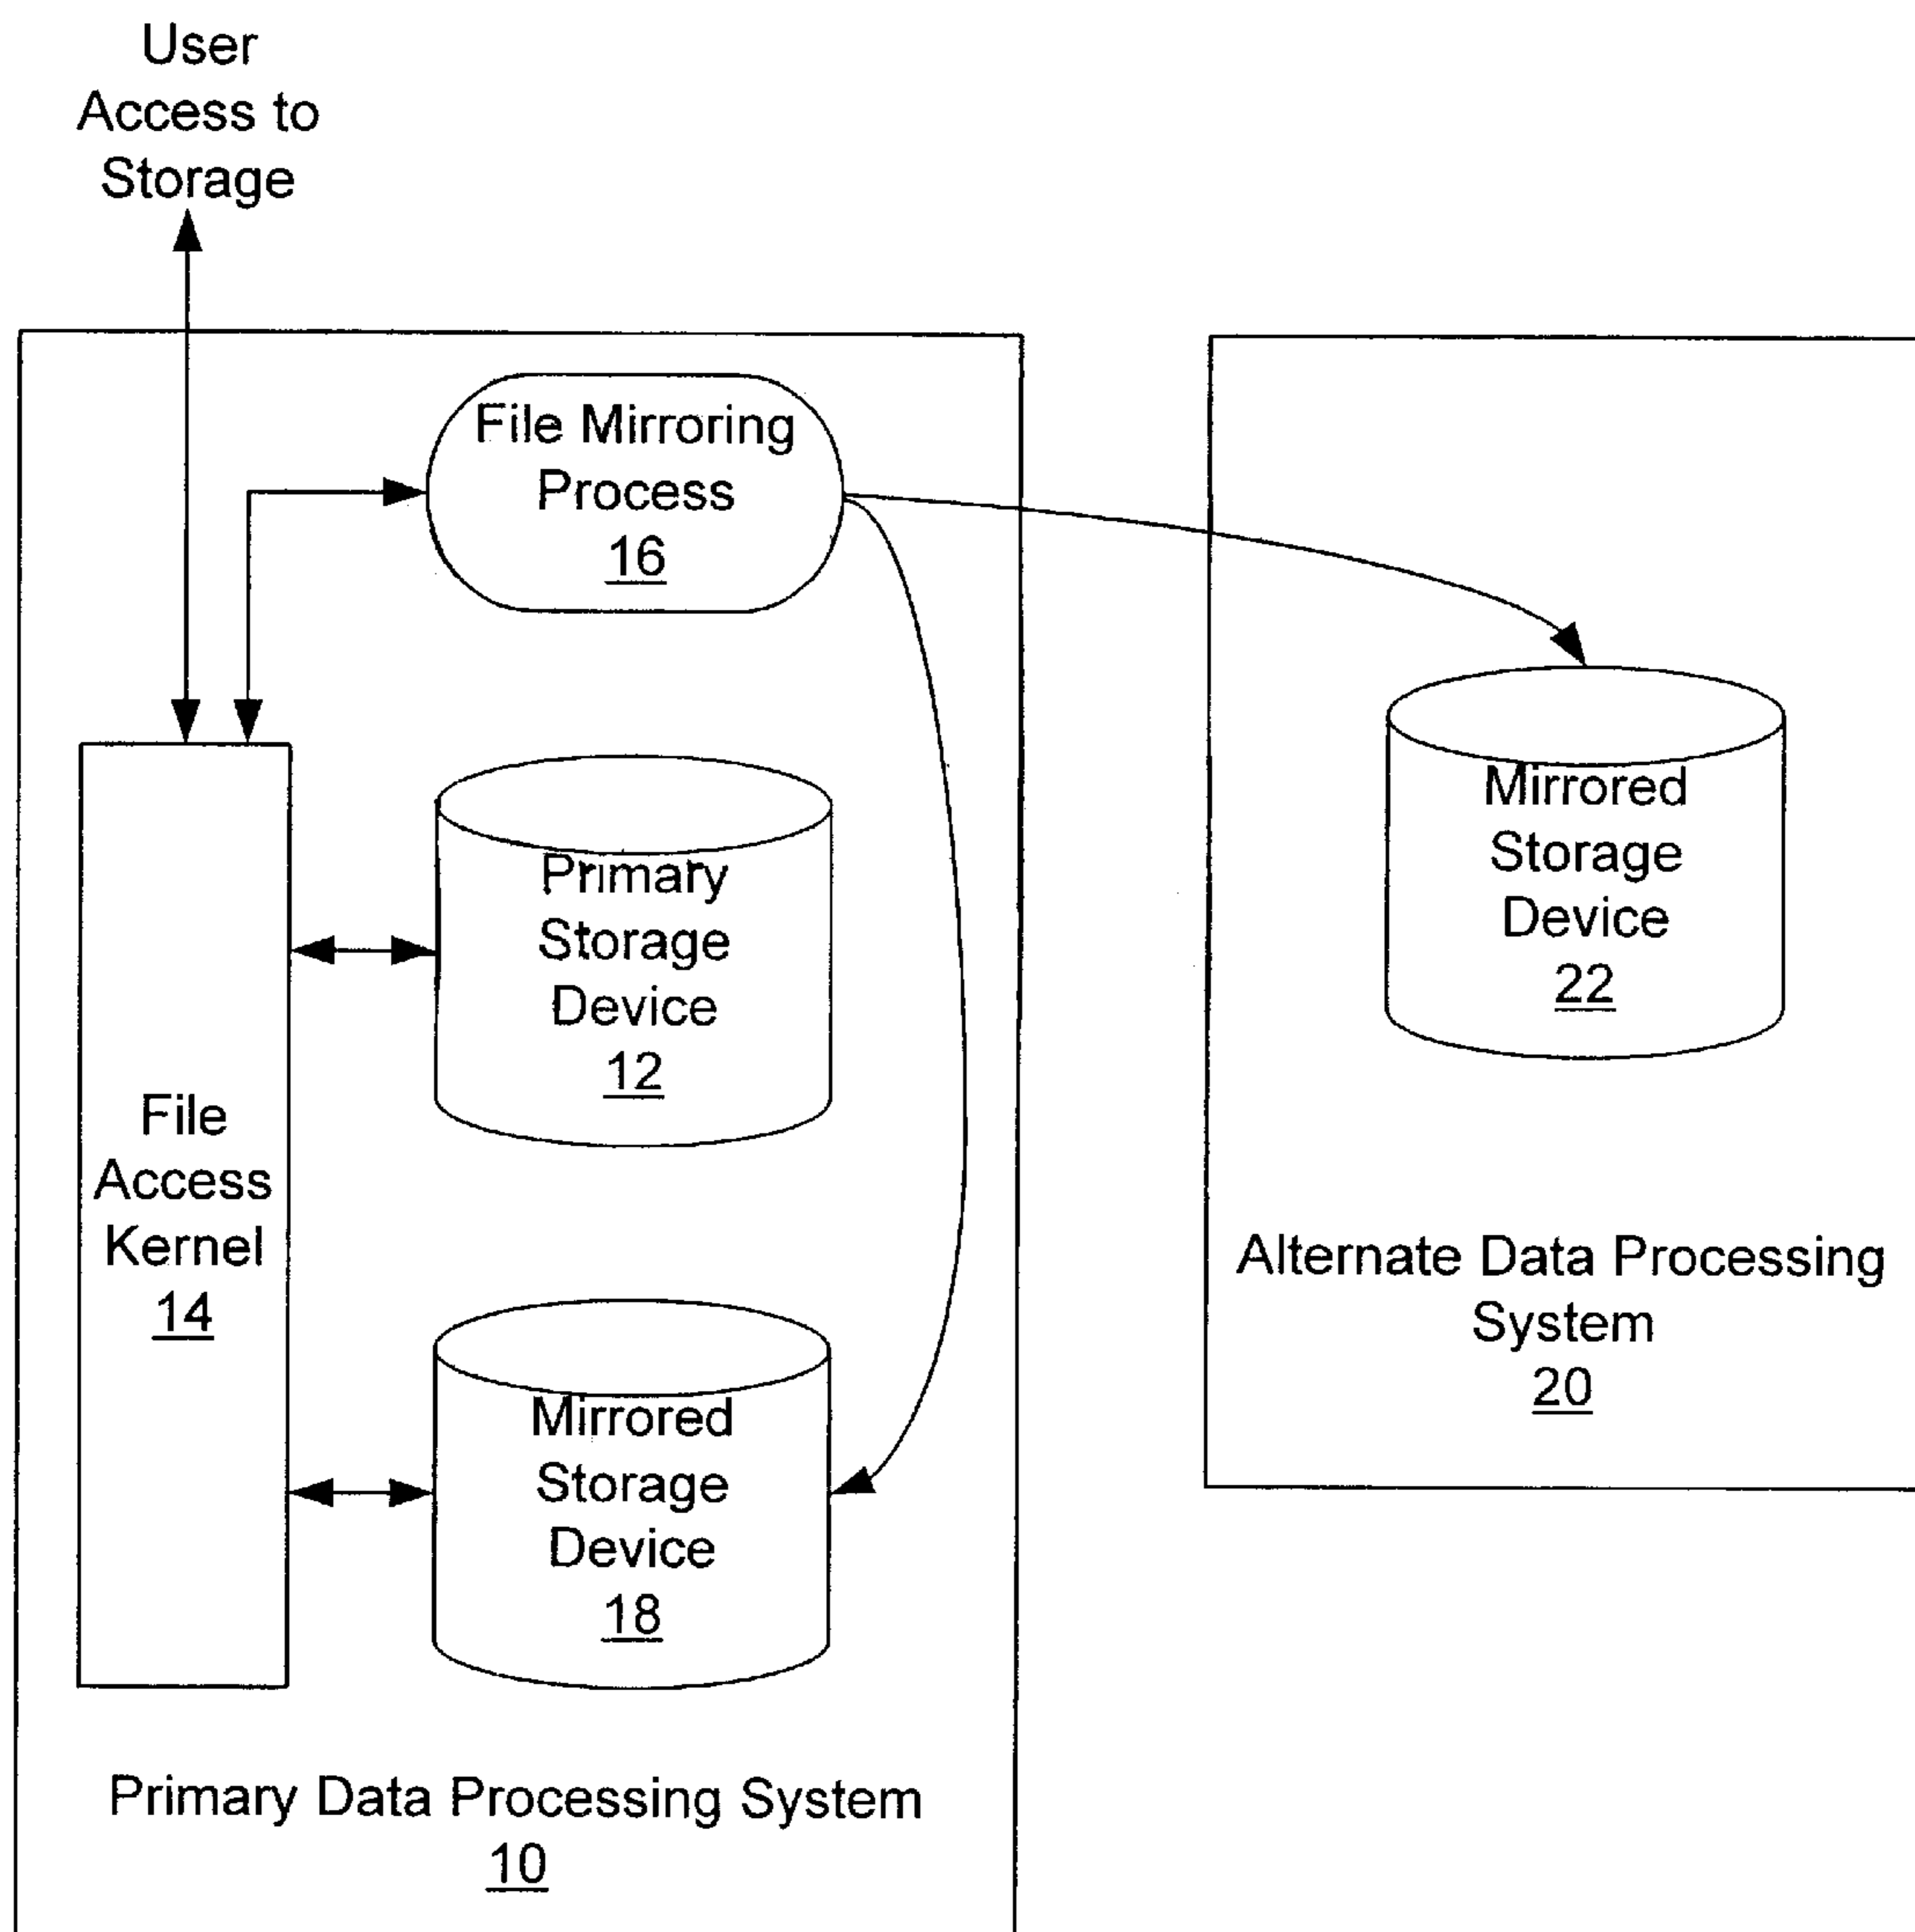 User
Access to
Storage
File Mirroring
Process
16
Primary
Storage
Device
12
File
Access
Kernel
14
Mirrored
Storage
Device
18
Primary Data Processing System
10
Mirrored
Storage
Device
22
Alternate Data Processing
System
20